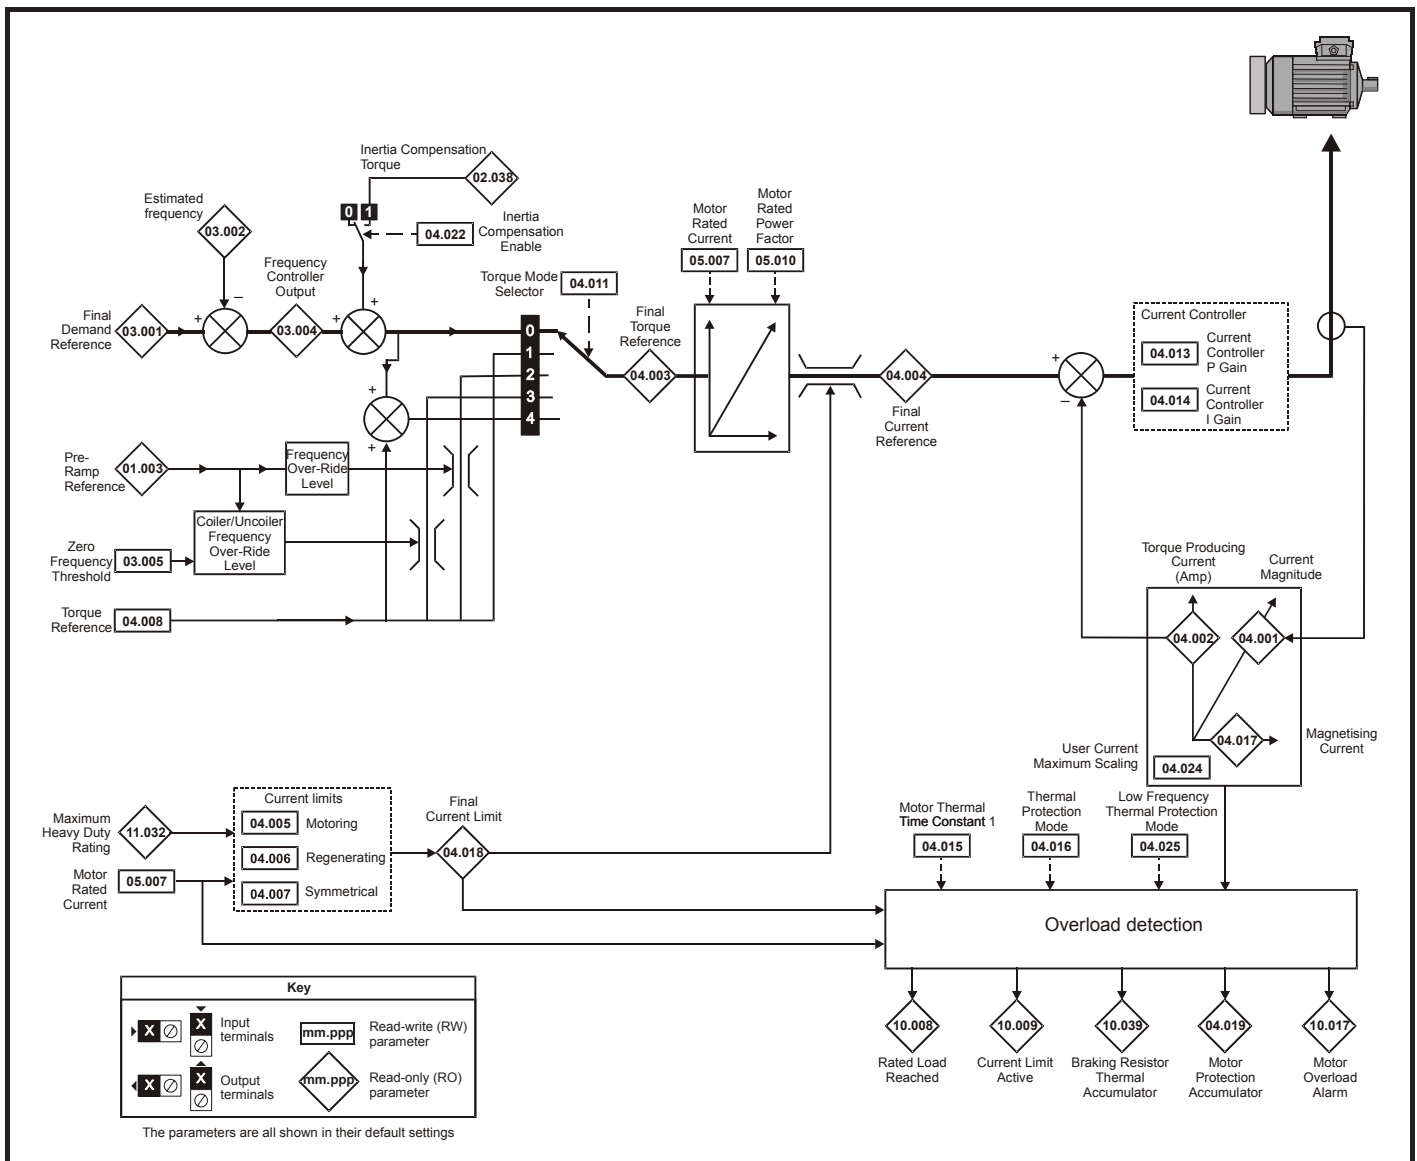 Inertia Compensation
Torque
02.038
Estimated
frequency
03.002
0 1
04.022
Inertia
Compensation
Enable
Frequency
Controller
Output
Final
Demand
Reference
03.001
+
–
03.004
+
+
Torque Mode
Selector
04.011
0
1
2
3
4
+
+
Final
Torque
Reference
04.003
Motor
Rated
Current
05.007
Motor
Rated
Power
Factor
05.010
04.004
Final
Current
Reference
+
–
Current Controller
04.013
Current
Controller
P Gain
04.014
Current
Controller
I Gain
Pre-
Ramp
Reference
01.003
Frequency
Over-Ride
Level
Coiler/Uncoiler
Frequency
Over-Ride
Level
Zero
Frequency
Threshold
03.005
Torque
Reference
04.008
Torque Producing
Current
(Amp)
Current
Magnitude
04.002
04.001
04.017
Magnetising
Current
User Current
Maximum Scaling
04.024
Maximum
Heavy Duty
Rating
11.032
Motor
Rated
Current
05.007
Current limits
04.005 Motoring
04.006 Regenerating
04.007 Symmetrical
Final
Current Limit
04.018
Motor Thermal
Time Constant 1
04.015
Thermal
Protection
Mode
04.016
Low Frequency
Thermal Protection
Mode
04.025
Overload detection
10.008
Rated Load
Reached
10.009
Current Limit
Active
10.039
Braking Resistor
Thermal
Accumulator
04.019
Motor
Protection
Accumulator
10.017
Motor
Overload
Alarm
Key
X
X
Input
terminals
mm.ppp
Read-write (RW)
parameter
X
X
Output
terminals
mm.ppp
Read-only (RO)
parameter
The parameters are all shown in their default settings